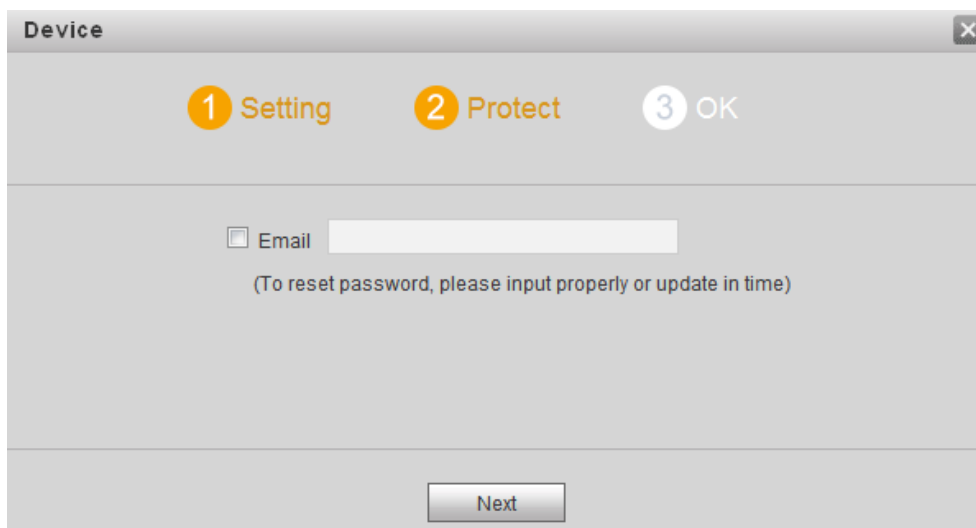 Device
1 Setting 2 Protect 3 OK
Email
(To reset password, please input properly or update in time)
Next